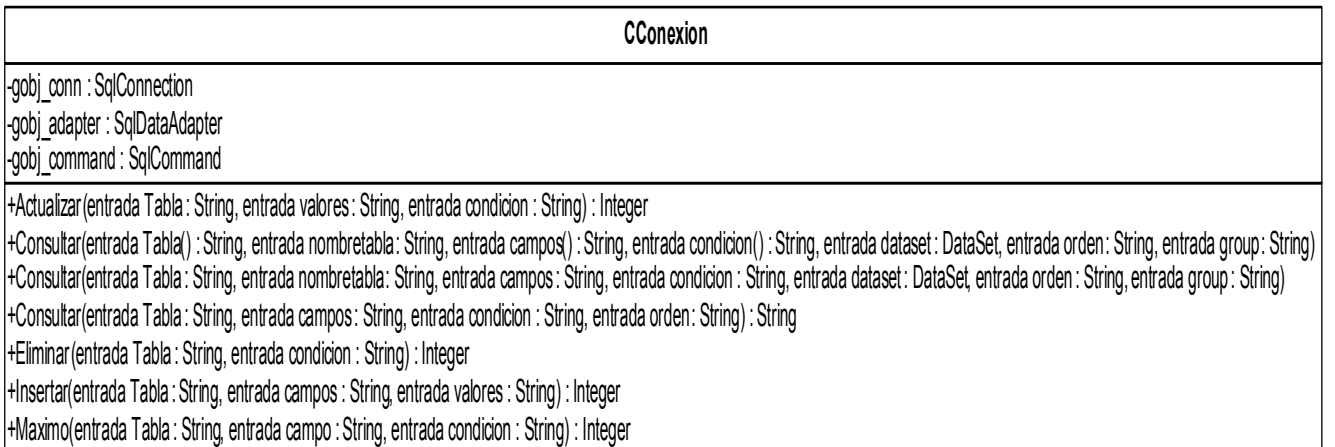 CConexion
-gobj_conn : SqlConnection
-gobj_adapter : SqlDataAdapter
-gobj_command : SqlCommand
+Actualizar(entrada Tabla : String, entrada valores : String, entrada condicion : String) : Integer
+Consultar(entrada Tabla() : String, entrada nombretabla : String, entrada campos() : String, entrada condicion() : String, entrada dataset : DataSet, entrada orden : String, entrada group : String)
+Consultar(entrada Tabla : String, entrada nombretabla : String, entrada campos : String, entrada condicion : String, entrada dataset : DataSet, entrada orden : String, entrada group : String)
+Consultar(entrada Tabla : String, entrada campos : String, entrada condicion : String, entrada orden : String) : String
+Eliminar(entrada Tabla : String, entrada condicion : String) : Integer
+Insertar(entrada Tabla : String, entrada campos : String, entrada valores : String) : Integer
+Maximo(entrada Tabla : String, entrada campo : String, entrada condicion : String) : Integer